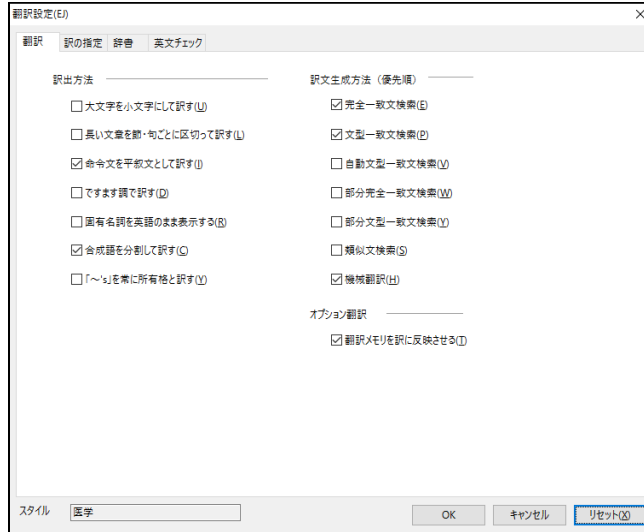 翻訳設定(EJ)
翻訳 訳の指定 辞書 英文チェック
訳出方法
大文字を小文字にして訳す(U)
長い文章を節・句ごとに区切って訳す(L)
命令文を平叙文として訳す(I)
ですます調で訳す(D)
固有名詞を英語のまま表示する(R)
合成語を分割して訳す(C)
「～'s」を常に所有格と訳す(Y)
訳文生成方法（優先順）
完全一致文検索(E)
文型一致文検索(P)
自動文型一致文検索(V)
部分完全一致文検索(W)
部分文型一致文検索(Y)
類似文検索(S)
機械翻訳(H)
オプション翻訳
翻訳メモリを訳に反映させる(T)
スタイル 医学
OK キャンセル リセット(X)